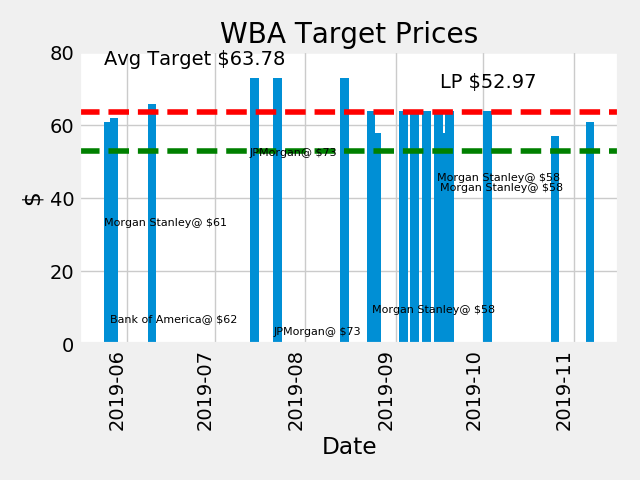 WBA Target Prices
Avg Target $63.78
LP $52.97
80
60
40
20
0
$
JPMorgan@ $73
Morgan Stanley@ $58
Morgan Stanley@ $58
Morgan Stanley@ $61
Morgan Stanley@ $58
Bank of America@ $62
JPMorgan@ $73
2019-06
2019-07
2019-08
2019-09
2019-10
2019-11
Date